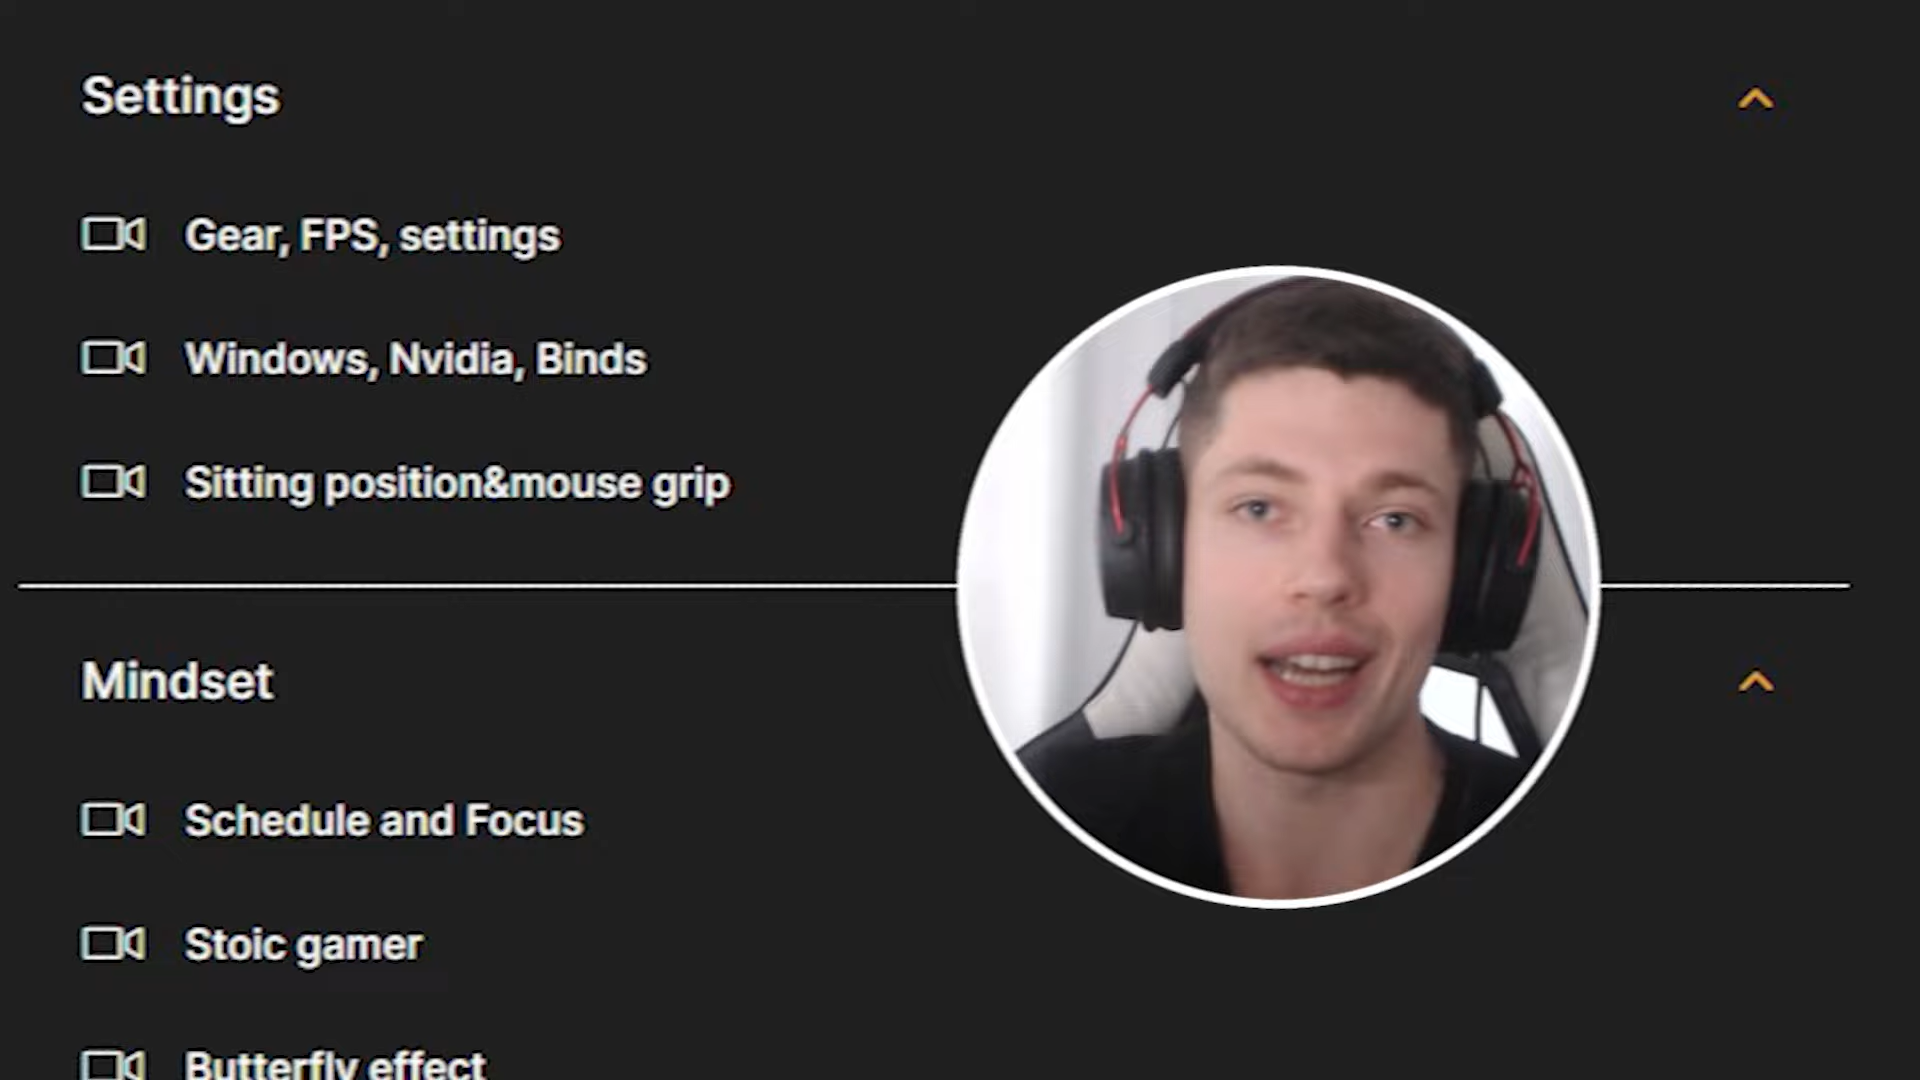 Settings
Gear, FPS, settings
Windows, Nvidia, Binds
Sitting position&mouse grip
Mindset
Schedule and Focus
Stoic gamer
Butterfly effect